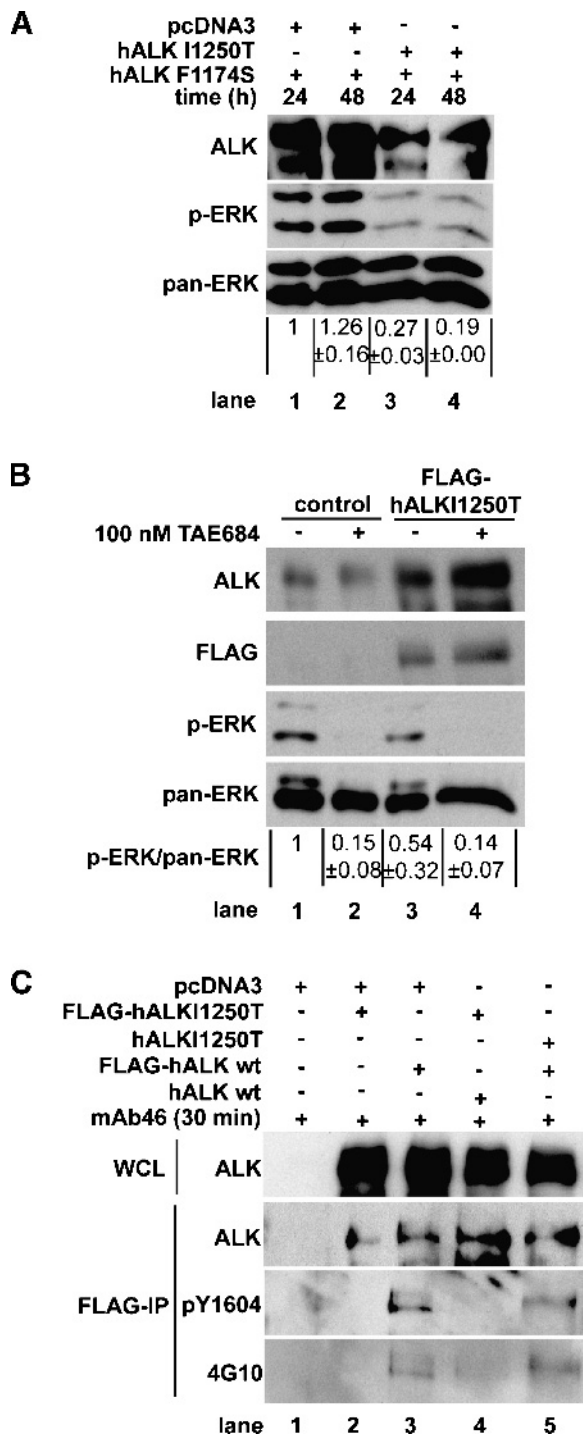 A
pcDNA3 + + - -
hALK I1250T - - + +
hALK F1174S + + + +
time (h) 24 48 24 48
ALK
p-ERK
pan-ERK
1 1.26 0.27 0.19
±0.16 ±0.03 ±0.00
lane 1 2 3 4
B
FLAG-
control hALKI1250T
100 nM TAE684 - + - +
ALK
FLAG
p-ERK
pan-ERK
p-ERK/pan-ERK 1 0.15 0.54 0.14
±0.08 ±0.32 ±0.07
lane 1 2 3 4
C
pcDNA3 + + + - -
FLAG-hALKI1250T - + - + -
hALKI1250T - - - - +
FLAG-hALK wt - - + - +
hALK wt - - - + -
mAb46 (30 min) + + + + +
WCL ALK
ALK
FLAG-IP pY1604
4G10
lane 1 2 3 4 5